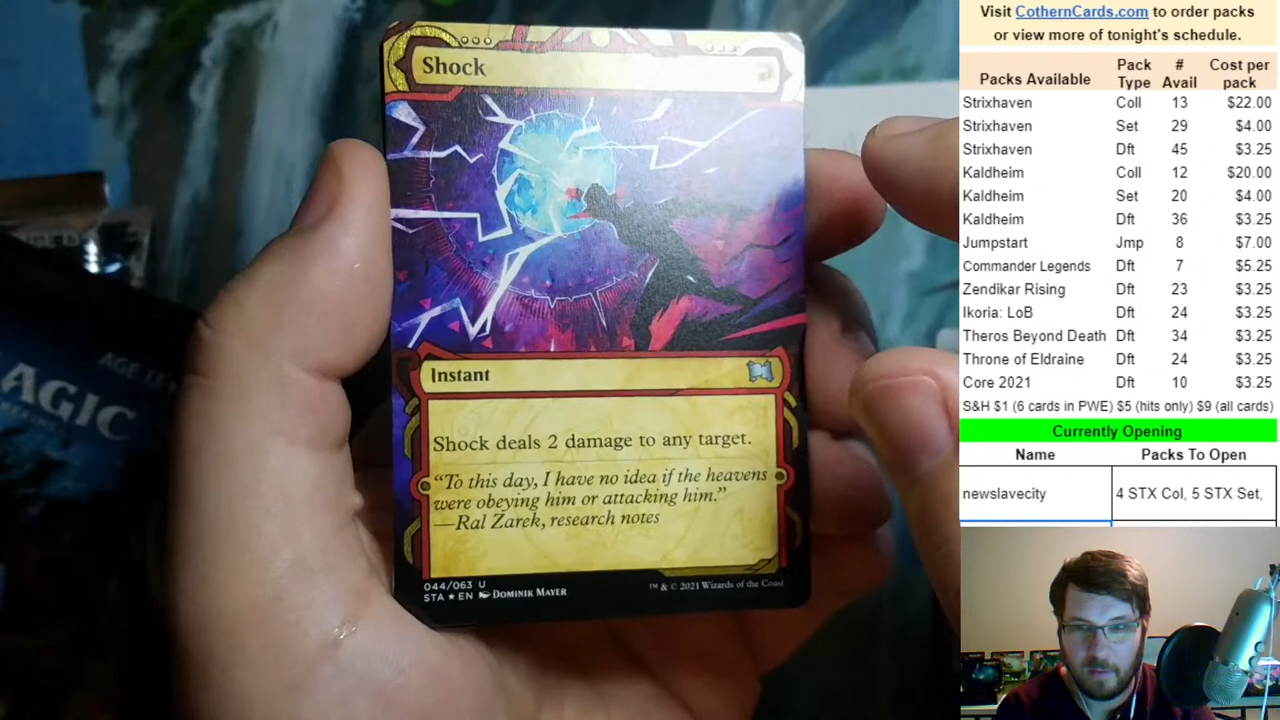 Shock
Instant
Shock deals 2 damage to any target.
“To this day, I have no idea if the heavens
were obeying him or attacking him.”
—Ral Zarek, research notes
044/063 U
STA ★ EN DOMINIK MAYER
™ & © 2021 Wizards of the Coast
AGIC
AGE 13+
Visit CothernCards.com to order packs
or view more of tonight's schedule.
Packs Available Pack Type # Avail Cost per pack
Strixhaven Coll 13 $22.00
Strixhaven Set 29 $4.00
Strixhaven Dft 45 $3.25
Kaldheim Coll 12 $20.00
Kaldheim Set 20 $4.00
Kaldheim Dft 36 $3.25
Jumpstart Jmp 8 $7.00
Commander Legends Dft 7 $5.25
Zendikar Rising Dft 23 $3.25
Ikoria: LoB Dft 24 $3.25
Theros Beyond Death Dft 34 $3.25
Throne of Eldraine Dft 24 $3.25
Core 2021 Dft 10 $3.25
S&H $1 (6 cards in PWE) $5 (hits only) $9 (all cards)
Currently Opening
Name Packs To Open
newslavecity 4 STX Col, 5 STX Set,